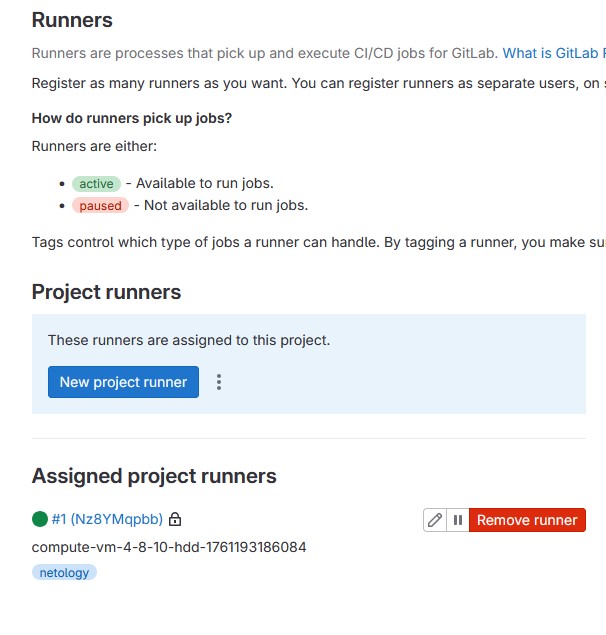 Runners
Runners are processes that pick up and execute CI/CD jobs for GitLab. What is GitLab
Register as many runners as you want. You can register runners as separate users, on
How do runners pick up jobs?
Runners are either:
• active - Available to run jobs.
• paused - Not available to run jobs.
Tags control which type of jobs a runner can handle. By tagging a runner, you make
Project runners
These runners are assigned to this project.
New project runner
Assigned project runners
#1 (Nz8YMqpbb) Remove runner
compute-vm-4-8-10-hdd-1761193186084
netology